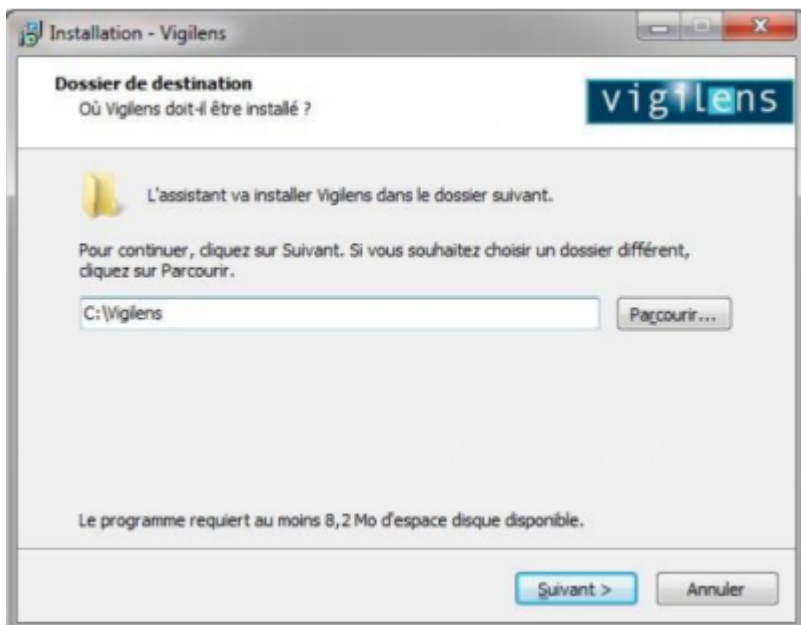 Installation - Vigilens
Dossier de destination
Où Vigilens doit-il être installé ?
vigilens
L'assistant va installer Vigilens dans le dossier suivant.
Pour continuer, cliquez sur Suivant. Si vous souhaitez choisir un dossier différent,
cliquez sur Parcourir.
C:\Vigilens
Parcourir...
Le programme requiert au moins 8,2 Mo d'espace disque disponible.
Suivant >
Annuler